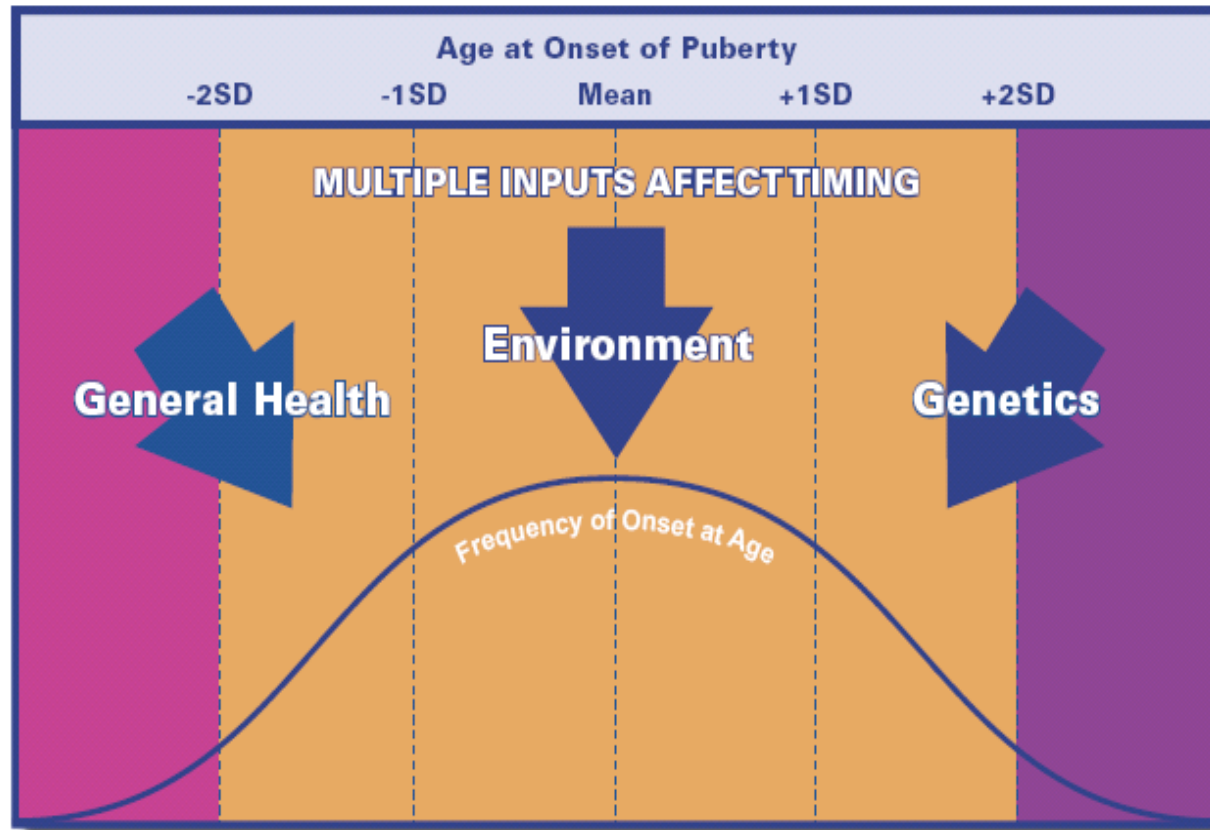 Age at Onset of Puberty
-2SD -1SD Mean +1SD +2SD
MULTIPLE INPUTS AFFECT TIMING
Environment
General Health
Genetics
Frequency of Onset at Age